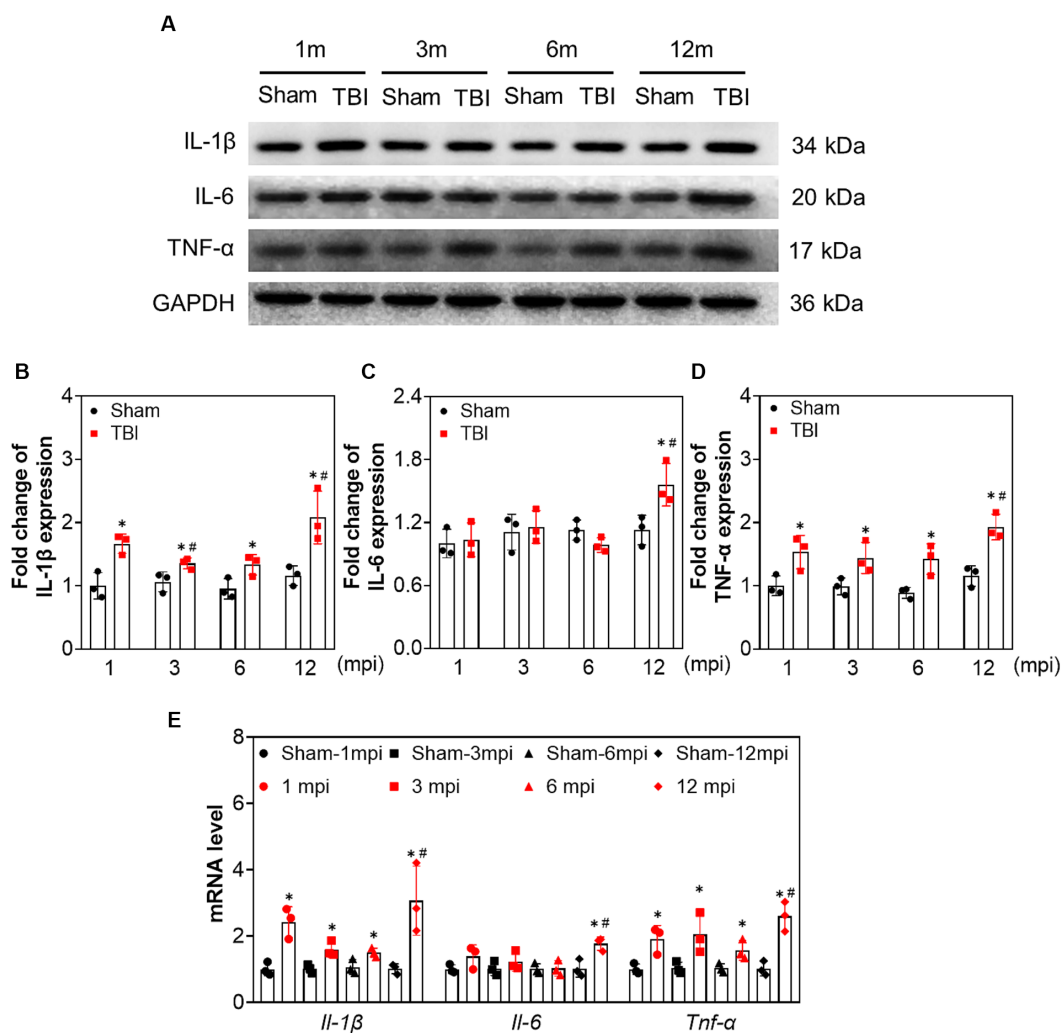 A
1m 3m 6m 12m
Sham TBI Sham TBI Sham TBI Sham TBI
IL-1β 34 kDa
IL-6 20 kDa
TNF-α 17 kDa
GAPDH 36 kDa
B
Fold change of
IL-1β expression
4
3
2
1
0
Sham
TBI
*
* #
*
* #
1 3 6 12 (mpi)
C
Fold change of
IL-6 expression
2.4
1.8
1.2
0.6
0.0
Sham
TBI
* #
1 3 6 12 (mpi)
D
Fold change of
TNF-α expression
4
3
2
1
0
Sham
TBI
*
*
*
* #
1 3 6 12 (mpi)
E
mRNA level
8
6
4
2
0
Sham-1mpi Sham-3mpi Sham-6mpi Sham-12mpi
1 mpi 3 mpi 6 mpi 12 mpi
*
*
*
* #
* #
*
*
*
* #
Il-1β Il-6 Tnf-α